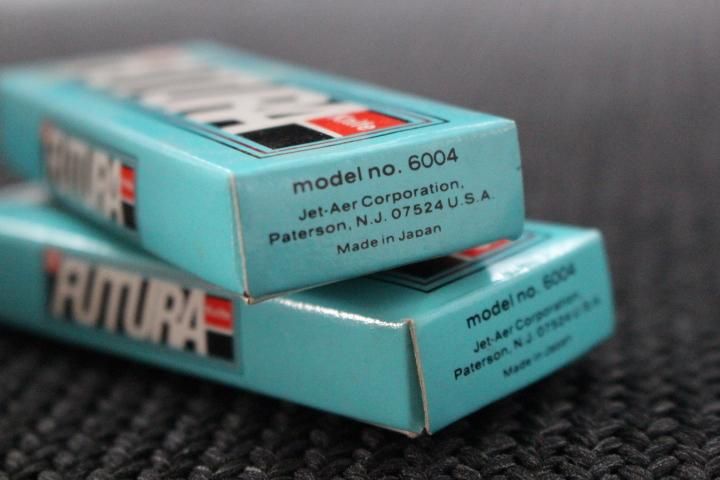 Knife
FUTURA
model no. 6004
Jet-Aer Corporation,
Paterson, N.J. 07524 U.S.A.
Made in Japan
FUTURA
model no. 6004
Jet-Aer Corporation,
Paterson, N.J. 07524 U.S.A.
Made in Japan